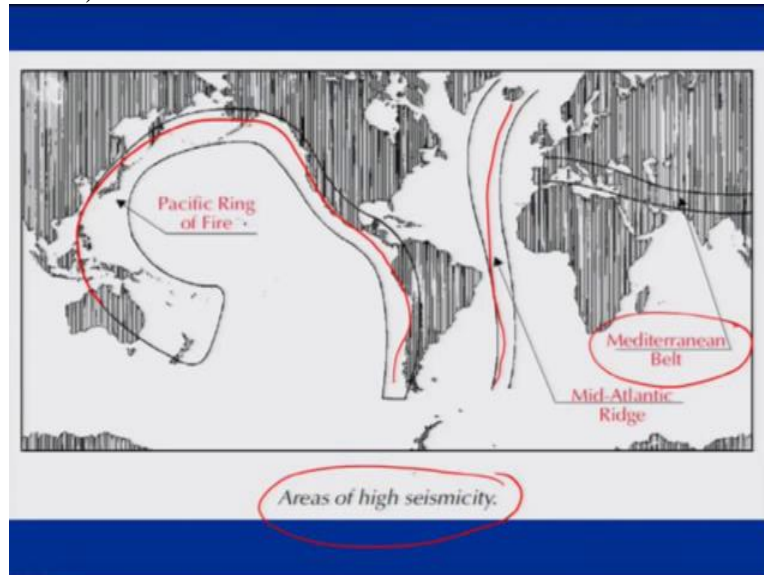 Pacific Ring
of Fire
Mediterranean
Belt
Mid-Atlantic
Ridge
Areas of high seismicity.